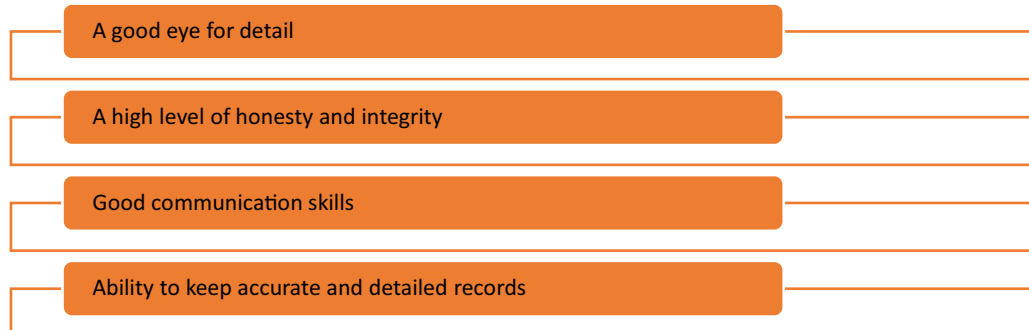 A good eye for detail
A high level of honesty and integrity
Good communication skills
Ability to keep accurate and detailed records